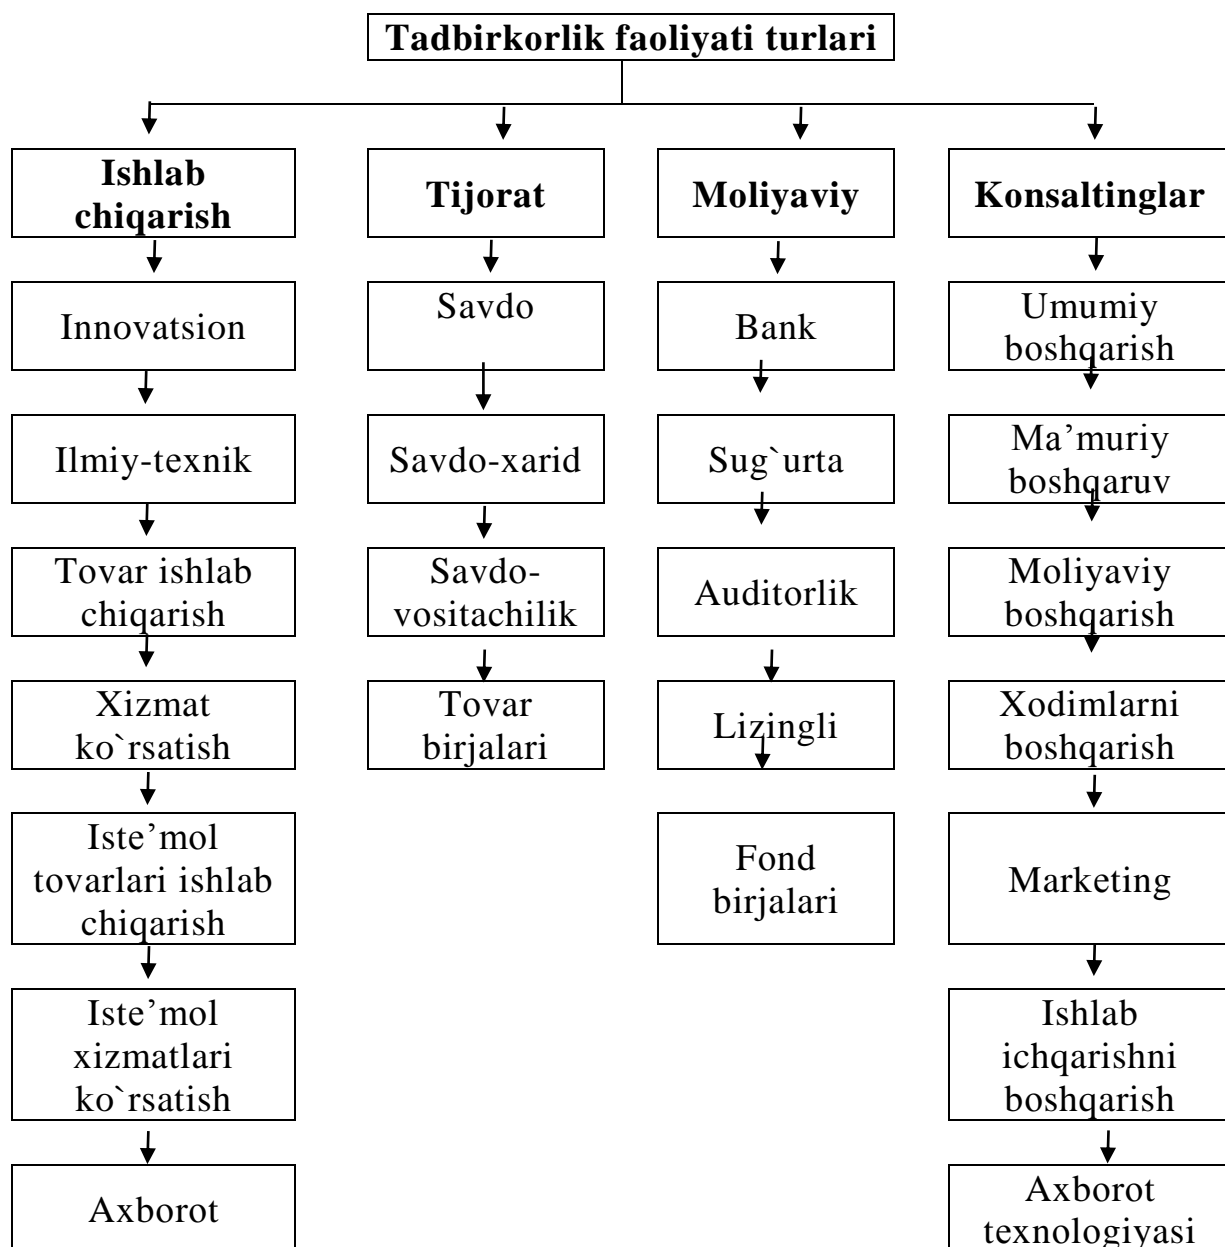 Tadbirkorlik faoliyati turlari
Ishlab
chiqarish
Tijorat
Moliyaviy
Konsaltinglar
Innovatsion
Savdo
Bank
Umumiy
boshqarish
Ilmiy-texnik
Savdo-xarid
Sug`urta
Ma’muriy
boshqaruv
Tovar ishlab
chiqarish
Savdo-
vositachilik
Auditorlik
Moliyaviy
boshqarish
Xizmat
ko`rsatish
Tovar
birjalari
Lizingli
Xodimlarni
boshqarish
Iste’mol
tovarlari ishlab
chiqarish
Fond
birjalari
Marketing
Iste’mol
xizmatlari
ko`rsatish
Ishlab
ichqarishni
boshqarish
Axborot
Axborot
texnologiyasi